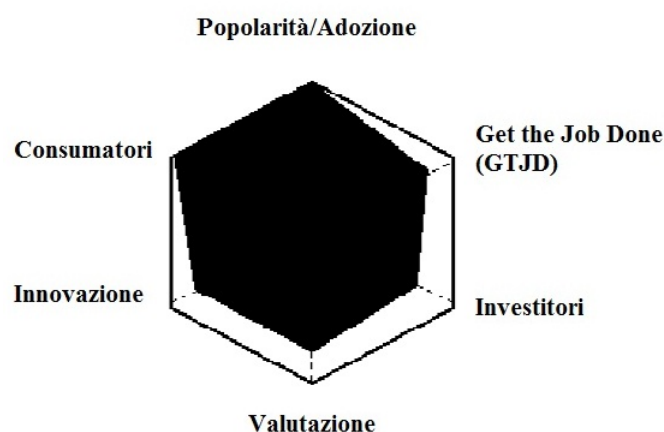 Popolarità/Adozione
Get the Job Done
(GTJD)
Consumatori
Innovazione
Investitori
Valutazione